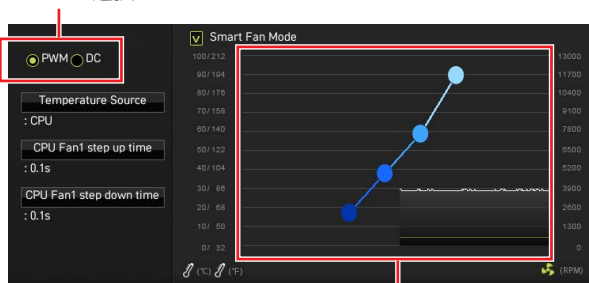 PWM DC
Temperature Source
: CPU
CPU Fan1 step up time
: 0.1s
CPU Fan1 step down time
: 0.1s
V Smart Fan Mode
100/212 13000
90/194 11700
80/176 10400
70/158 9100
60/140 7800
50/122 6500
40/104 5200
30/ 86 3900
20/ 68 2600
10/ 50 1300
0/ 32 0
(℃) (℉) (RPM)